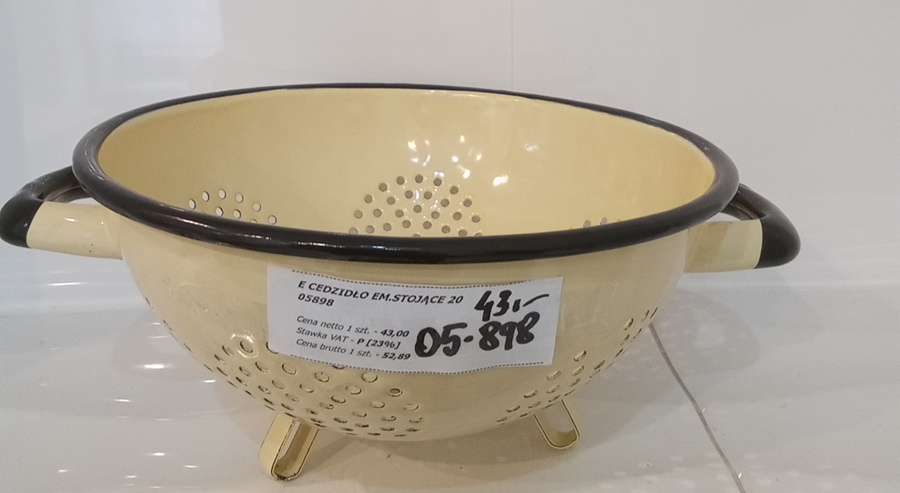 E CEDZIDŁO EM.STOJĄCE 20
05898
43,-
Cena netto 1 szt. - 43,00
Stawka VAT - P [23%]
Cena brutto 1 szt. - 52,89
05-898